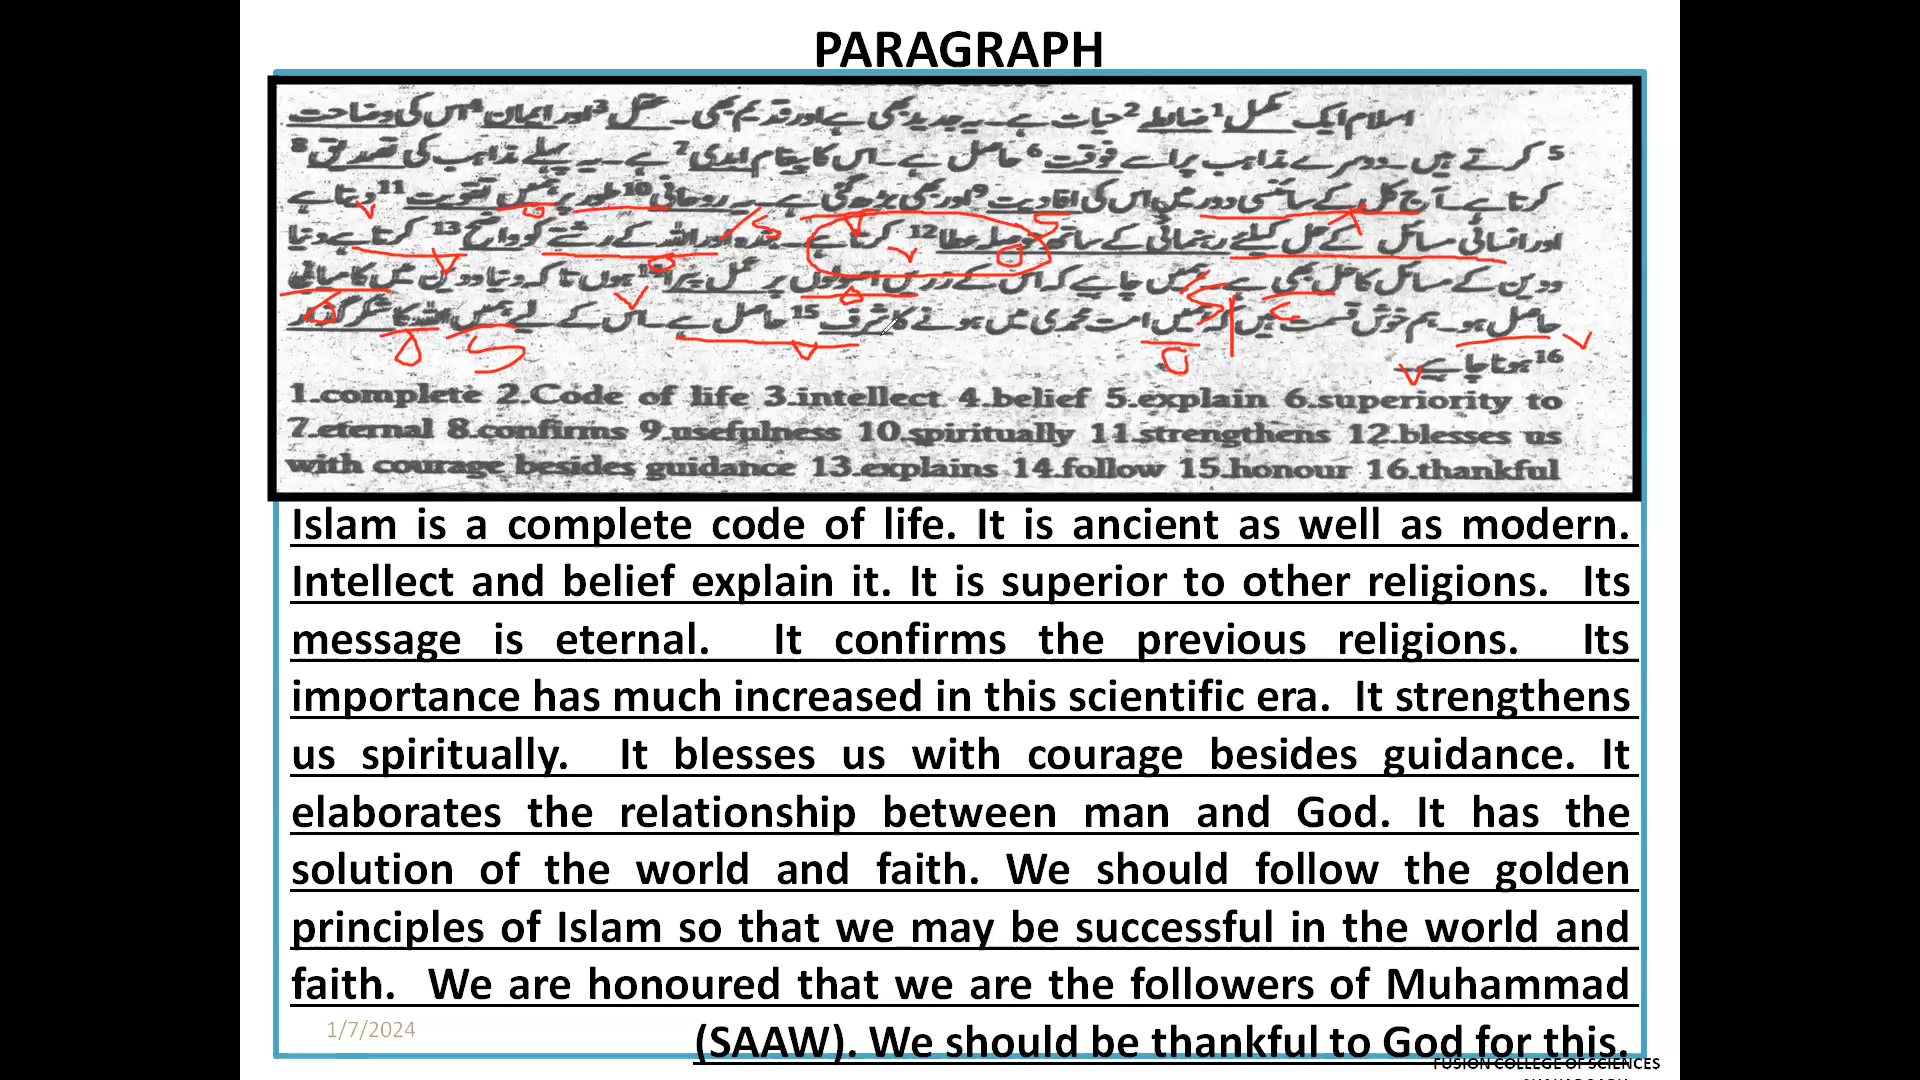 PARAGRAPH
اسلام ایک مکمل1 ضابطہ2 حیات ہے۔ یہ جدید بھی ہے اور قدیم بھی۔ عقل3 اور ایمان4 اس کی وضاحت
5 کرتے ہیں۔ دوسرے مذاہب پر اسے فوقیت6 حاصل ہے۔ اس کا پیغام ابدی7 ہے۔ یہ پہلے مذاہب کی تصدیق8
کرتا ہے۔ آج کل کے سائنسی دور میں اس کی افادیت9 اور بھی بڑھ گئی ہے۔ یہ روحانی10 طور پر ہمیں تقویت11 دیتا ہے
اور انسانی مسائل کے حل کیلئے رہنمائی کے ساتھ حوصلہ عطا12 کرتا ہے۔ بندہ اور اللہ کے رشتے کو واضح13 کرتا ہے دنیا
و دین کے مسائل کا حل بھی ہے۔ ہمیں چاہیے کہ اس کے زریں اصولوں پر عمل پیرا14 ہوں تاکہ دنیا و دین میں کامیابی
حاصل ہو۔ ہم خوش قسمت ہیں کہ ہمیں امت محمدی میں ہونے کا شرف15 حاصل ہے۔ اس کے لیے ہمیں اللہ کا شکر گزار
16 ہونا چاہیے۔
1.complete 2.Code of life 3.intellect 4.belief 5.explain 6.superiority to
7.eternal 8.confirms 9.usefulness 10.spiritually 11.strengthens 12.blesses us
with courage besides guidance 13.explains 14.follow 15.honour 16.thankful
Islam is a complete code of life. It is ancient as well as modern.
Intellect and belief explain it. It is superior to other religions. Its
message is eternal. It confirms the previous religions. Its
importance has much increased in this scientific era. It strengthens
us spiritually. It blesses us with courage besides guidance. It
elaborates the relationship between man and God. It has the
solution of the world and faith. We should follow the golden
principles of Islam so that we may be successful in the world and
faith. We are honoured that we are the followers of Muhammad
(SAAW). We should be thankful to God for this.
1/7/2024
FUSION COLLEGE OF SCIENCES